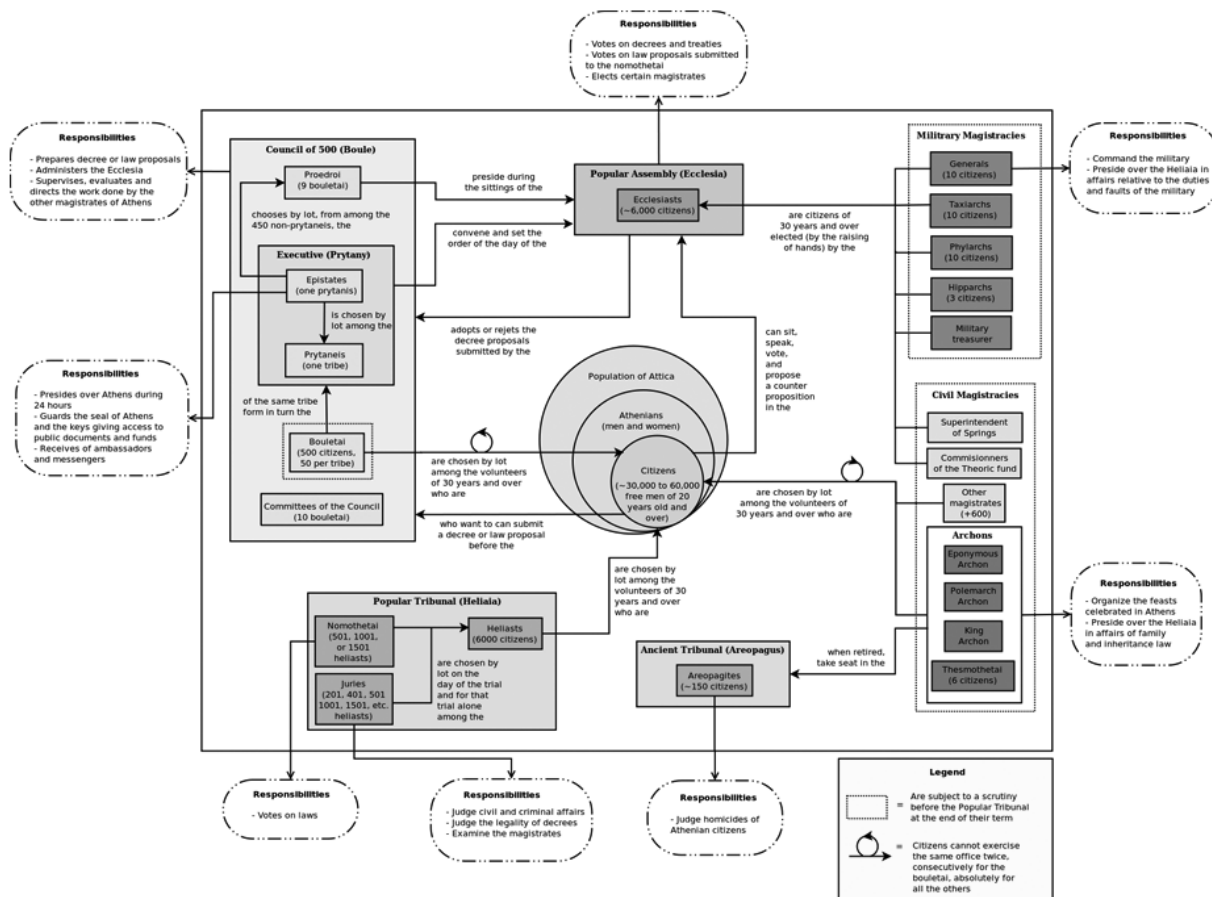 Responsibilities
- Votes on decrees and treaties
- Votes on law proposals submitted
to the nomothetai
- Elects certain magistrates
Responsibilities
- Prepares decree or law proposals
- Administers the Ecclesia
- Supervises, evaluates and
directs the work done by the
other magistrates of Athens
Council of 500 (Boule)
Proedroi
(9 bouletai)
chooses by lot, from among the
450 non-prytaneis, the
Executive (Prytany)
Epistates
(one prytanis)
is chosen by
lot among the
Prytaneis
(one tribe)
of the same tribe
form in turn the
Bouletai
(500 citizens,
50 per tribe)
Committees of the Council
(10 bouletai)
preside during
the sittings of the
convene and set the
order of the day of the
Popular Assembly (Ecclesia)
Ecclesiasts
(~6,000 citizens)
are citizens of
30 years and over
elected (by the raising
of hands) by the
Military Magistracies
Generals
(10 citizens)
Taxiarchs
(10 citizens)
Phylarchs
(10 citizens)
Hipparchs
(3 citizens)
Military
treasurer
Responsibilities
- Command the military
- Preside over the Heliaia in
affairs relative to the duties
and faults of the military
adopts or rejects the
decree proposals
submitted by the
can sit,
speak,
vote,
and
propose
a counter
proposition
in the
Responsibilities
- Presides over Athens during
24 hours
- Guards the seal of Athens
and the keys giving access to
public documents and funds
- Receives of ambassadors
and messengers
Population of Attica
Athenians
(men and women)
Citizens
(~30,000 to 60,000
free men of 20
years old and
over)
are chosen by lot
among the volunteers
of 30 years and over
who are
who want to can submit
a decree or law proposal
before the
are chosen by lot
among the volunteers of
30 years and over who are
Civil Magistracies
Superintendent
of Springs
Commisionners
of the Theoric fund
Other
magistrates
(+600)
Archons
Eponymous
Archon
Polemarch
Archon
King
Archon
Thesmothetai
(6 citizens)
Responsibilities
- Organize the feasts
celebrated in Athens
- Preside over the Heliaia
in affairs of family
and inheritance law
are chosen by
lot among the
volunteers of 30
years and over
who are
Popular Tribunal (Heliaia)
Nomothetai
(501, 1001,
or 1501
heliasts)
Heliasts
(6000 citizens)
Juries
(201, 401, 501
1001, 1501, etc.
heliasts)
are chosen by
lot on the
day of the trial
and for that
trial alone
among the
Ancient Tribunal (Areopagus)
Areopagites
(~150 citizens)
when retired,
take seat in the
Responsibilities
- Votes on laws
Responsibilities
- Judge civil and criminal affairs
- Judge the legality of decrees
- Examine the magistrates
Responsibilities
- Judge homicides of
Athenian citizens
Legend
= Are subject to a scrutiny
before the Popular Tribunal
at the end of their term
= Citizens cannot exercise
the same office twice,
consecutively for the
bouletai, absolutely for
all the others